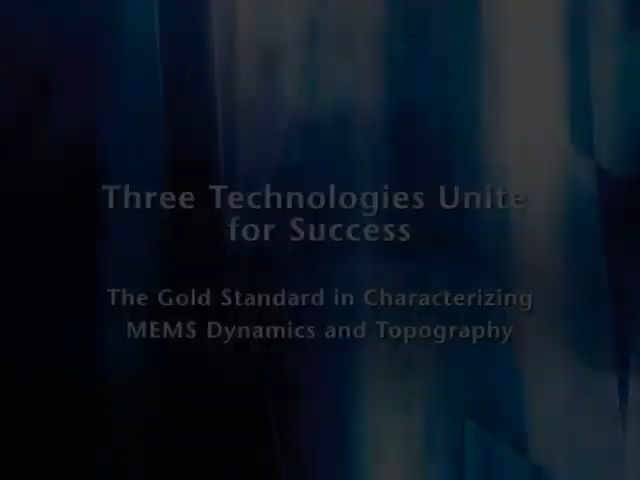 Three Technologies Unite
for Success
The Gold Standard in Characterizing
MEMS Dynamics and Topography